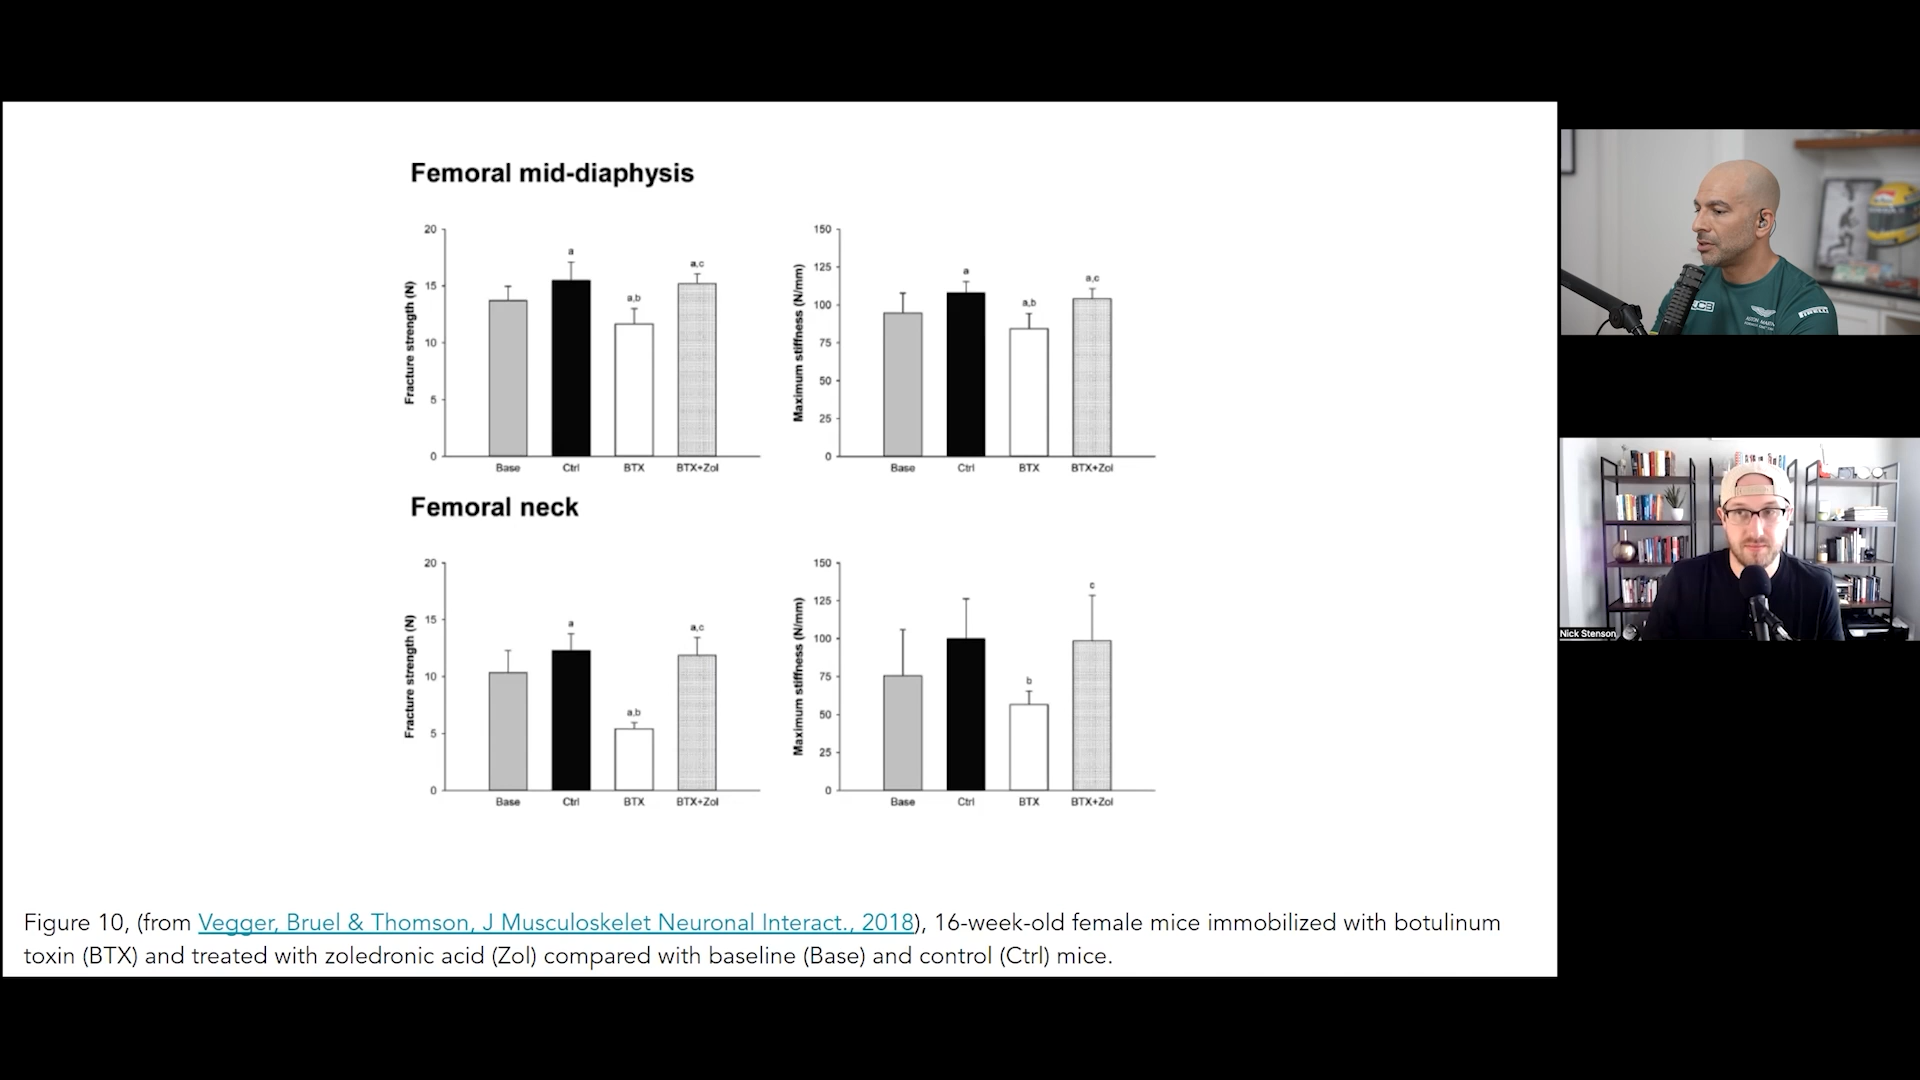 Femoral mid-diaphysis
20
15
10
5
0
Fracture strength (N)
a
a,b
a,c
Base Ctrl BTX BTX+Zol
150
125
100
75
50
25
0
Maximum stiffness (N/mm)
a
a,b
a,c
Base Ctrl BTX BTX+Zol
Femoral neck
20
15
10
5
0
Fracture strength (N)
a
a,b
a,c
Base Ctrl BTX BTX+Zol
150
125
100
75
50
25
0
Maximum stiffness (N/mm)
b
c
Base Ctrl BTX BTX+Zol
Figure 10, (from Vegger, Bruel & Thomson, J Musculoskelet Neuronal Interact., 2018), 16-week-old female mice immobilized with botulinum
toxin (BTX) and treated with zoledronic acid (Zol) compared with baseline (Base) and control (Ctrl) mice.
ASTON MARTIN
PIRELLI
Nick Stenson